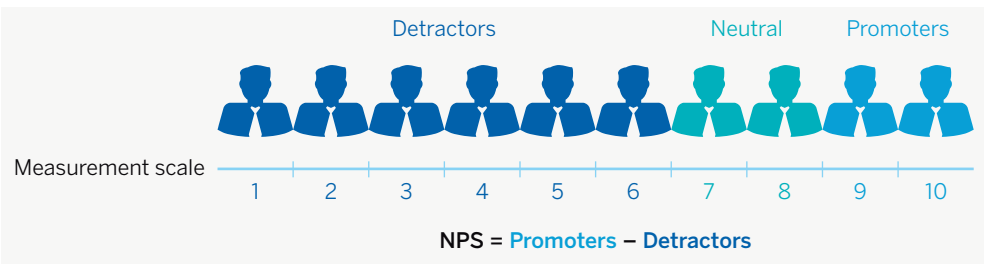 Detractors Neutral Promoters
Measurement scale
1 2 3 4 5 6 7 8 9 10
NPS = Promoters – Detractors